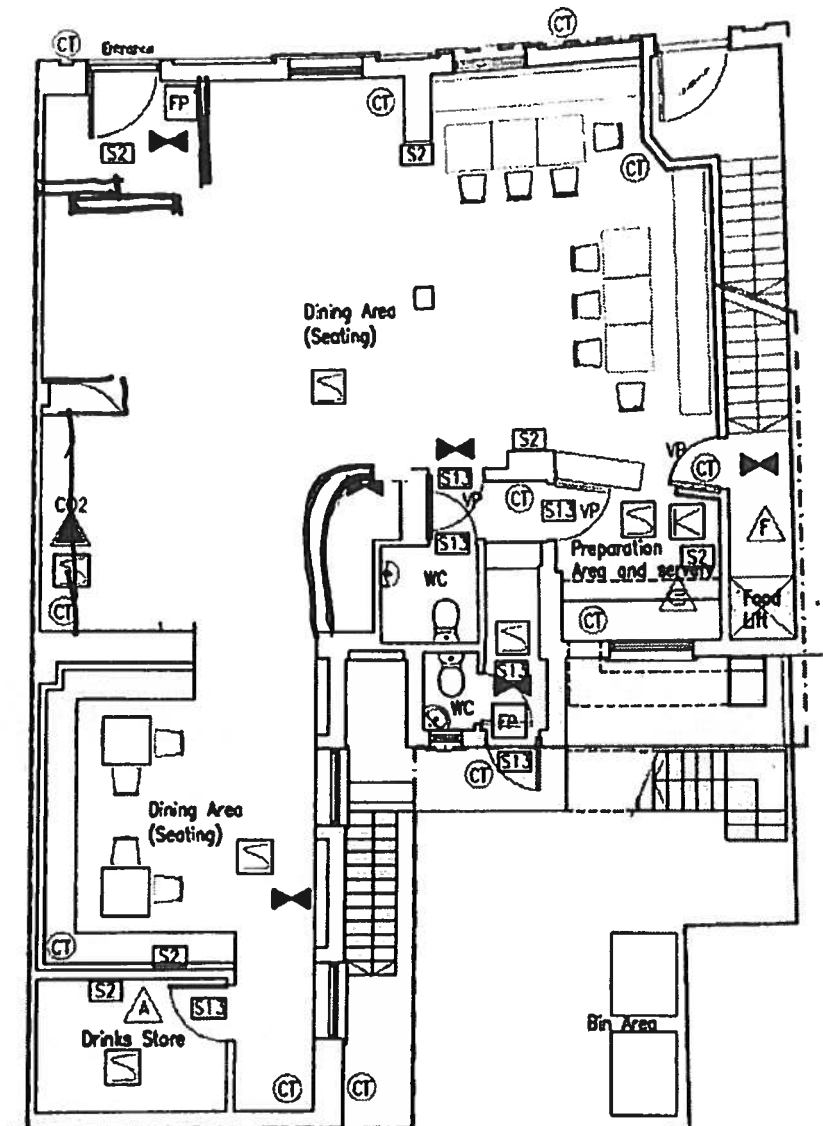 CT
CT
Entrance
FP
CT
S2
S2
CT
Dining Area
(Seating)
S2
VP
CT
S13
CT
VP
S13
VP
CO2
S13
Preparation
Area and servery
S2
F
WC
Food
Lift
CT
CT
S13
WC
FP
S13
CT
Dining Area
(Seating)
CT
S2
S2
A
S13
Drinks Store
Bin Area
CT
CT